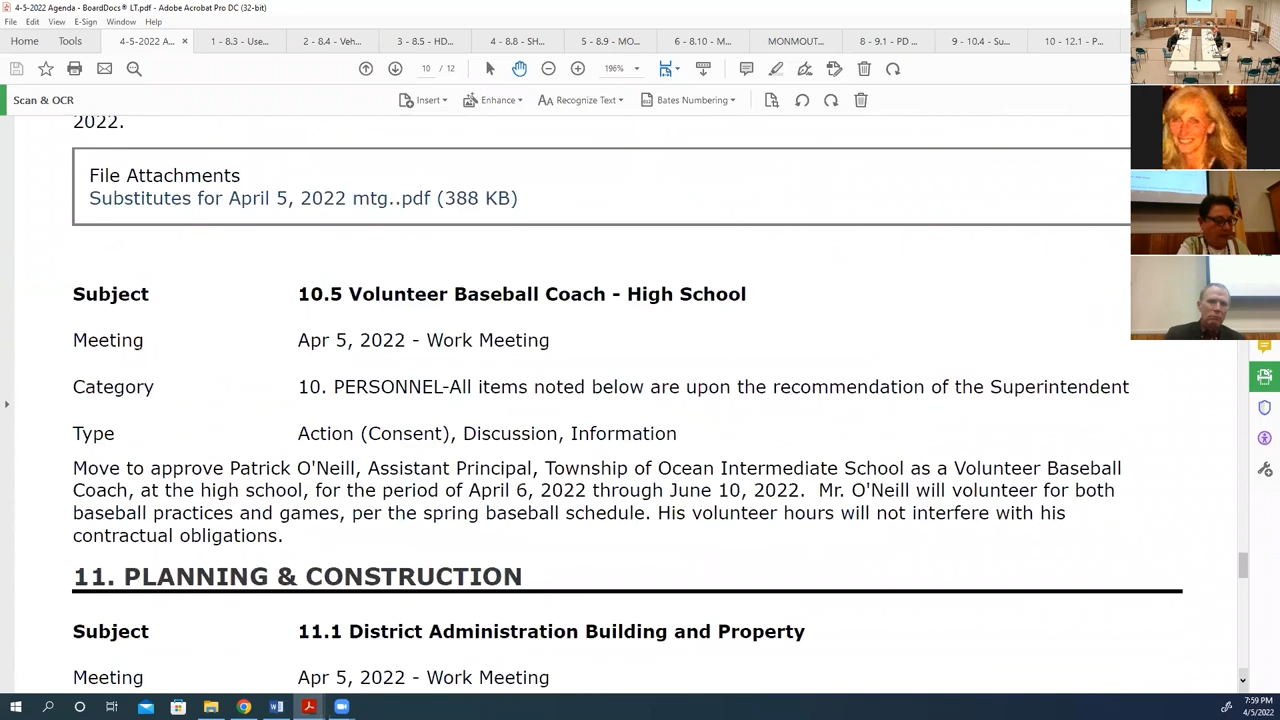 4-5-2022 Agenda - BoardDocs® LT.pdf - Adobe Acrobat Pro DC (32-bit)
File Edit View E-Sign Window Help
Home Tools 4-5-2022 A... × 1 - 8.3 - Use... 2 - 8.4 - Veh... 3 - 8.5 - HD... 4 - 8.8 - SH... 5 - 8.9 - MO... 6 - 8.10 - M... MONMOUT... 8 - 9.1 - PD ... 9 - 10.4 - Su... 10 - 12.1 - P...
10 / 12 196%
Scan & OCR Insert Enhance Recognize Text Bates Numbering
2022.
File Attachments
Substitutes for April 5, 2022 mtg..pdf (388 KB)
Subject 10.5 Volunteer Baseball Coach - High School
Meeting Apr 5, 2022 - Work Meeting
Category 10. PERSONNEL-All items noted below are upon the recommendation of the Superintendent
Type Action (Consent), Discussion, Information
Move to approve Patrick O'Neill, Assistant Principal, Township of Ocean Intermediate School as a Volunteer Baseball
Coach, at the high school, for the period of April 6, 2022 through June 10, 2022.  Mr. O'Neill will volunteer for both
baseball practices and games, per the spring baseball schedule. His volunteer hours will not interfere with his
contractual obligations.
11. PLANNING & CONSTRUCTION
Subject 11.1 District Administration Building and Property
Meeting Apr 5, 2022 - Work Meeting
7:59 PM
4/5/2022